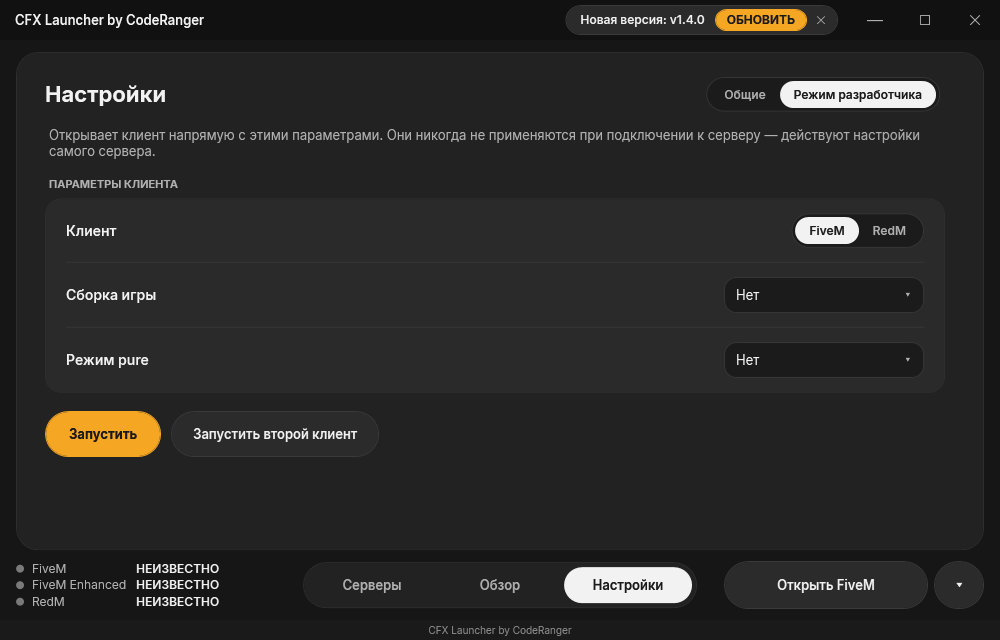 CFX Launcher by CodeRanger
Новая версия: v1.4.0 ОБНОВИТЬ
Настройки
Общие Режим разработчика
Открывает клиент напрямую с этими параметрами. Они никогда не применяются при подключении к серверу — действуют настройки
самого сервера.
ПАРАМЕТРЫ КЛИЕНТА
Клиент FiveM RedM
Сборка игры Нет
Режим pure Нет
Запустить Запустить второй клиент
FiveM НЕИЗВЕСТНО
FiveM Enhanced НЕИЗВЕСТНО
RedM НЕИЗВЕСТНО
Серверы Обзор Настройки Открыть FiveM
CFX Launcher by CodeRanger